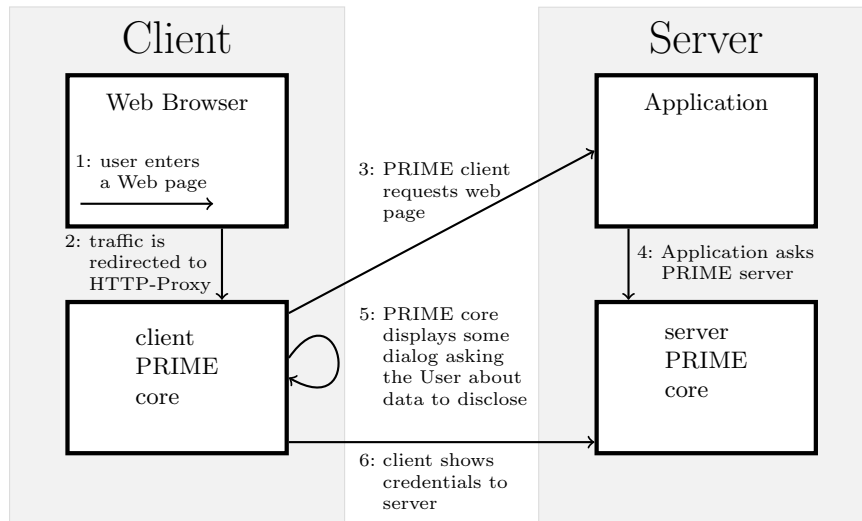 Client
Server
Web Browser
Application
1: user enters
a Web page
2: traffic is
redirected to
HTTP-Proxy
3: PRIME client
requests web
page
4: Application asks
PRIME server
client
PRIME
core
5: PRIME core
displays some
dialog asking
the User about
data to disclose
server
PRIME
core
6: client shows
credentials to
server